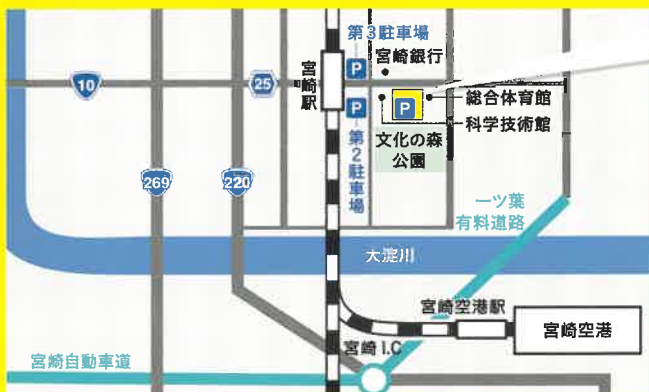 第3駐車場
P
宮崎銀行
10
25
宮崎駅
P
P
総合体育館
科学技術館
第2駐車場
文化の森
公園
269
220
一ツ葉
有料道路
大淀川
宮崎空港駅
宮崎空港
宮崎I.C
宮崎自動車道